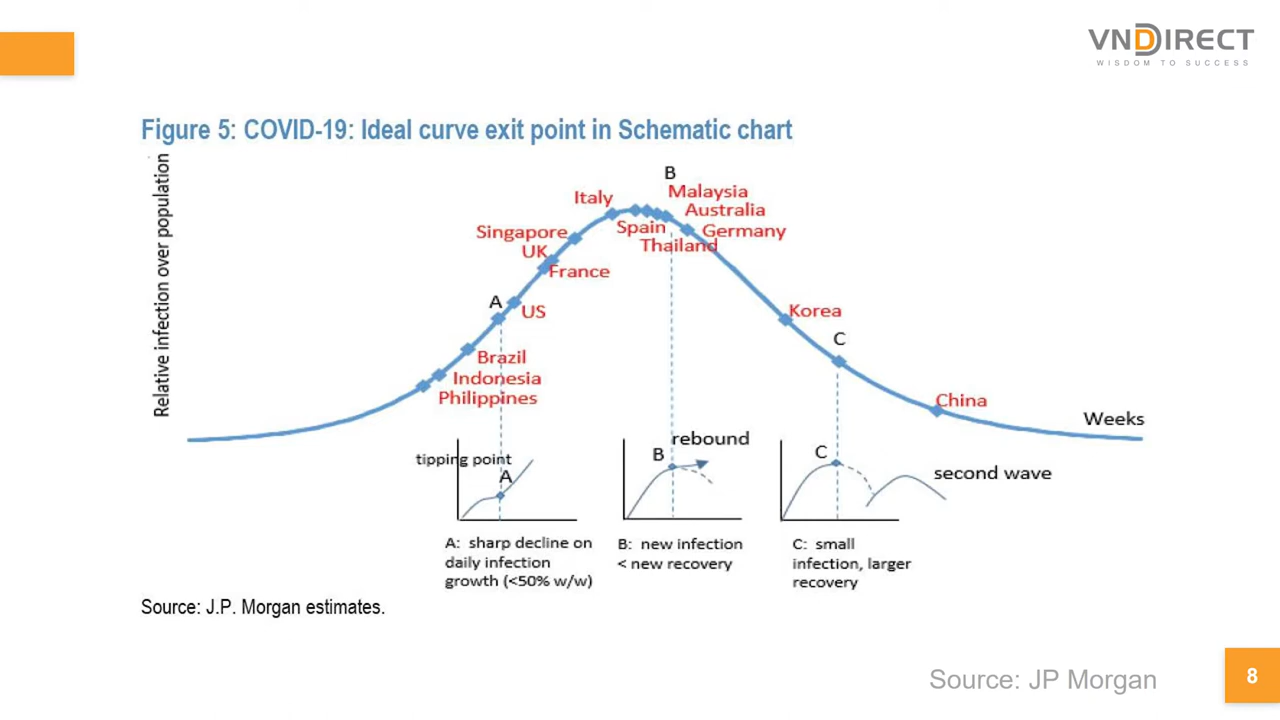 VNDIRECT
WISDOM TO SUCCESS
Figure 5: COVID-19: Ideal curve exit point in Schematic chart
Relative infection over population
B
Malaysia
Italy
Australia
Spain
Germany
Singapore
Thailand
UK
France
A
US
Korea
C
Brazil
Indonesia
Philippines
China
Weeks
tipping point
A
B
rebound
C
second wave
A: sharp decline on
daily infection
growth (<50% w/w)
B: new infection
< new recovery
C: small
infection, larger
recovery
Source: J.P. Morgan estimates.
Source: JP Morgan
8